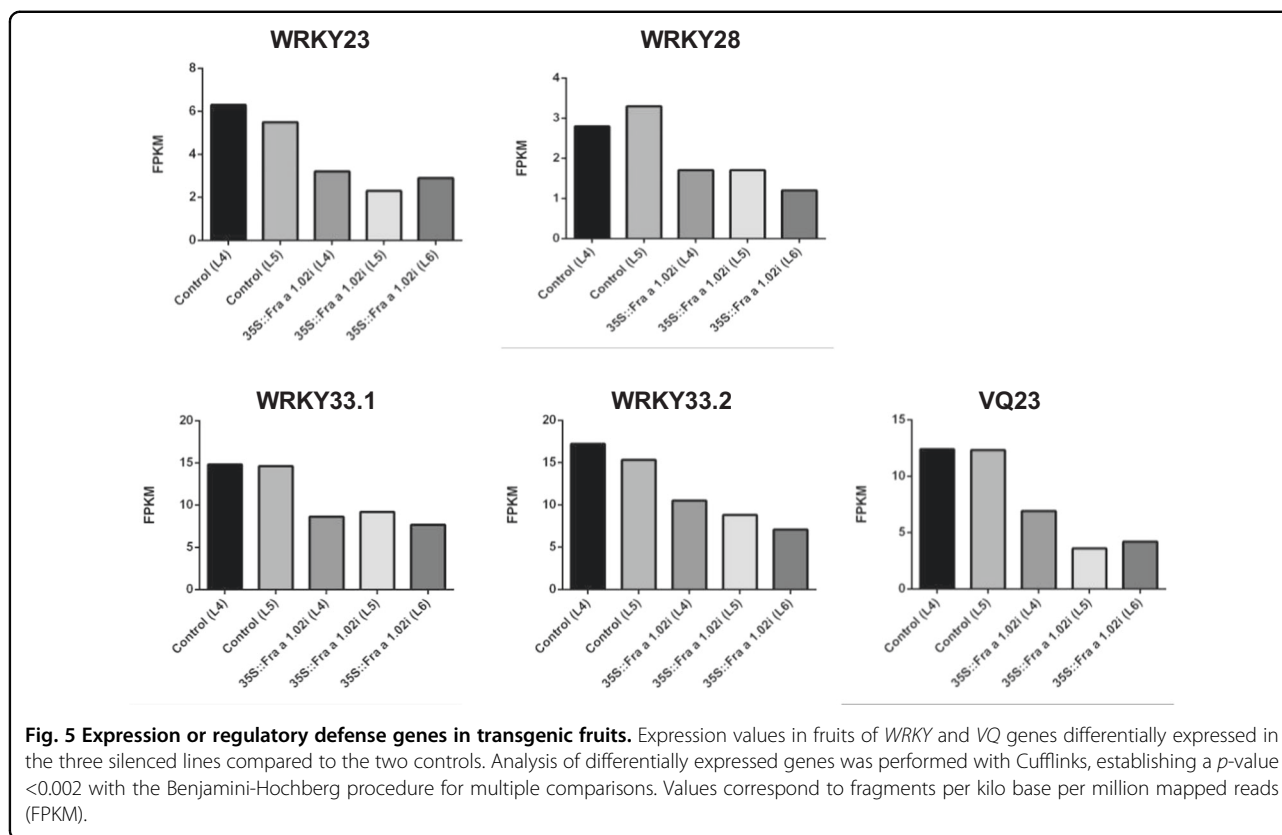 WRKY23
8
6
4
2
0
FPKM
Control (L4)
Control (L5)
35S::Fra a 1.02i (L4)
35S::Fra a 1.02i (L5)
35S::Fra a 1.02i (L6)
WRKY28
4
3
2
1
0
FPKM
Control (L4)
Control (L5)
35S::Fra a 1.02i (L4)
35S::Fra a 1.02i (L5)
35S::Fra a 1.02i (L6)
WRKY33.1
20
15
10
5
0
FPKM
Control (L4)
Control (L5)
35S::Fra a 1.02i (L4)
35S::Fra a 1.02i (L5)
35S::Fra a 1.02i (L6)
WRKY33.2
20
15
10
5
0
FPKM
Control (L4)
Control (L5)
35S::Fra a 1.02i (L4)
35S::Fra a 1.02i (L5)
35S::Fra a 1.02i (L6)
VQ23
15
10
5
0
FPKM
Control (L4)
Control (L5)
35S::Fra a 1.02i (L4)
35S::Fra a 1.02i (L5)
35S::Fra a 1.02i (L6)
Fig. 5 Expression or regulatory defense genes in transgenic fruits. Expression values in fruits of WRKY and VQ genes differentially expressed in
the three silenced lines compared to the two controls. Analysis of differentially expressed genes was performed with Cufflinks, establishing a p-value
<0.002 with the Benjamini-Hochberg procedure for multiple comparisons. Values correspond to fragments per kilo base per million mapped reads
(FPKM).